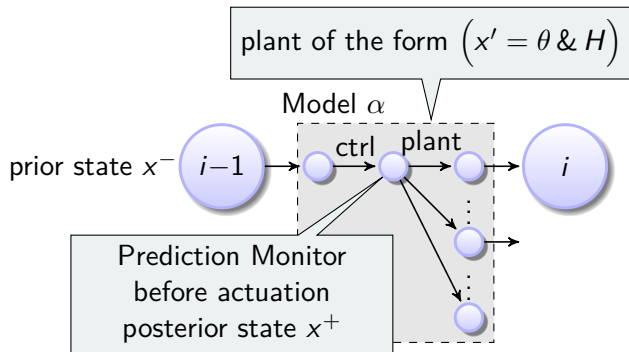 plant of the form (x′ = θ & H)
Model α
ctrl plant
prior state x⁻ i−1 i
Prediction Monitor
before actuation
posterior state x⁺